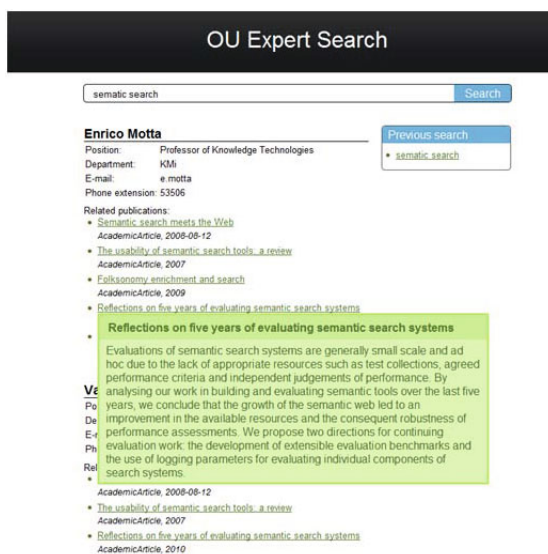 OU Expert Search
sematic search
Search
Enrico Motta
Position: Professor of Knowledge Technologies
Department: KMi
E-mail: e.motta
Phone extension: 53506
Related publications:
Semantic search meets the Web
AcademicArticle, 2008-08-12
The usability of semantic search tools: a review
AcademicArticle, 2007
Folksonomy enrichment and search
AcademicArticle, 2009
Reflections on five years of evaluating semantic search systems
Previous search
sematic search
Reflections on five years of evaluating semantic search systems
Evaluations of semantic search systems are generally small scale and ad
hoc due to the lack of appropriate resources such as test collections, agreed
performance criteria and independent judgements of performance. By
analysing our work in building and evaluating semantic tools over the last five
years, we conclude that the growth of the semantic web led to an
improvement in the available resources and the consequent robustness of
performance assessments. We propose two directions for continuing
evaluation work: the development of extensible evaluation benchmarks and
the use of logging parameters for evaluating individual components of
search systems.
Va
Po
De
E-
Ph
Rel
AcademicArticle, 2008-08-12
The usability of semantic search tools: a review
AcademicArticle, 2007
Reflections on five years of evaluating semantic search systems
AcademicArticle, 2010